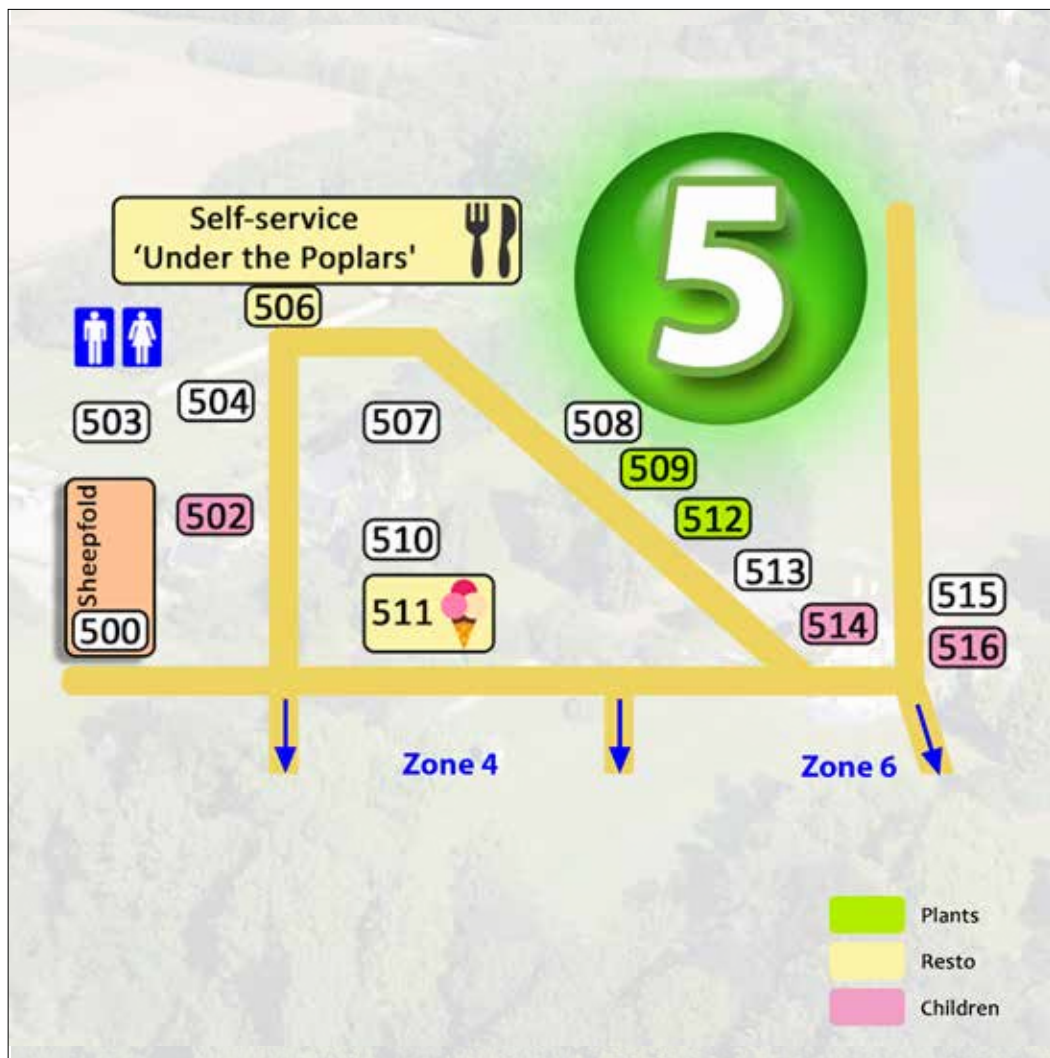 5
Self-service
‘Under the Poplars'
506
503
504
507
508
509
Sheepfold
502
510
512
513
500
511
514
515
516
Zone 4
Zone 6
Plants
Resto
Children